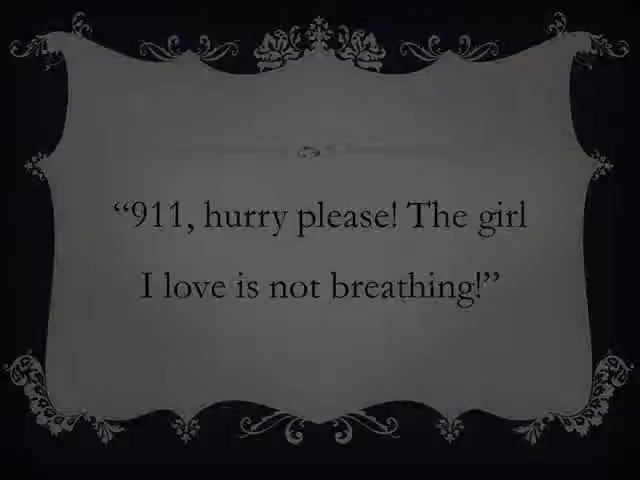 “911, hurry please! The girl
I love is not breathing!”